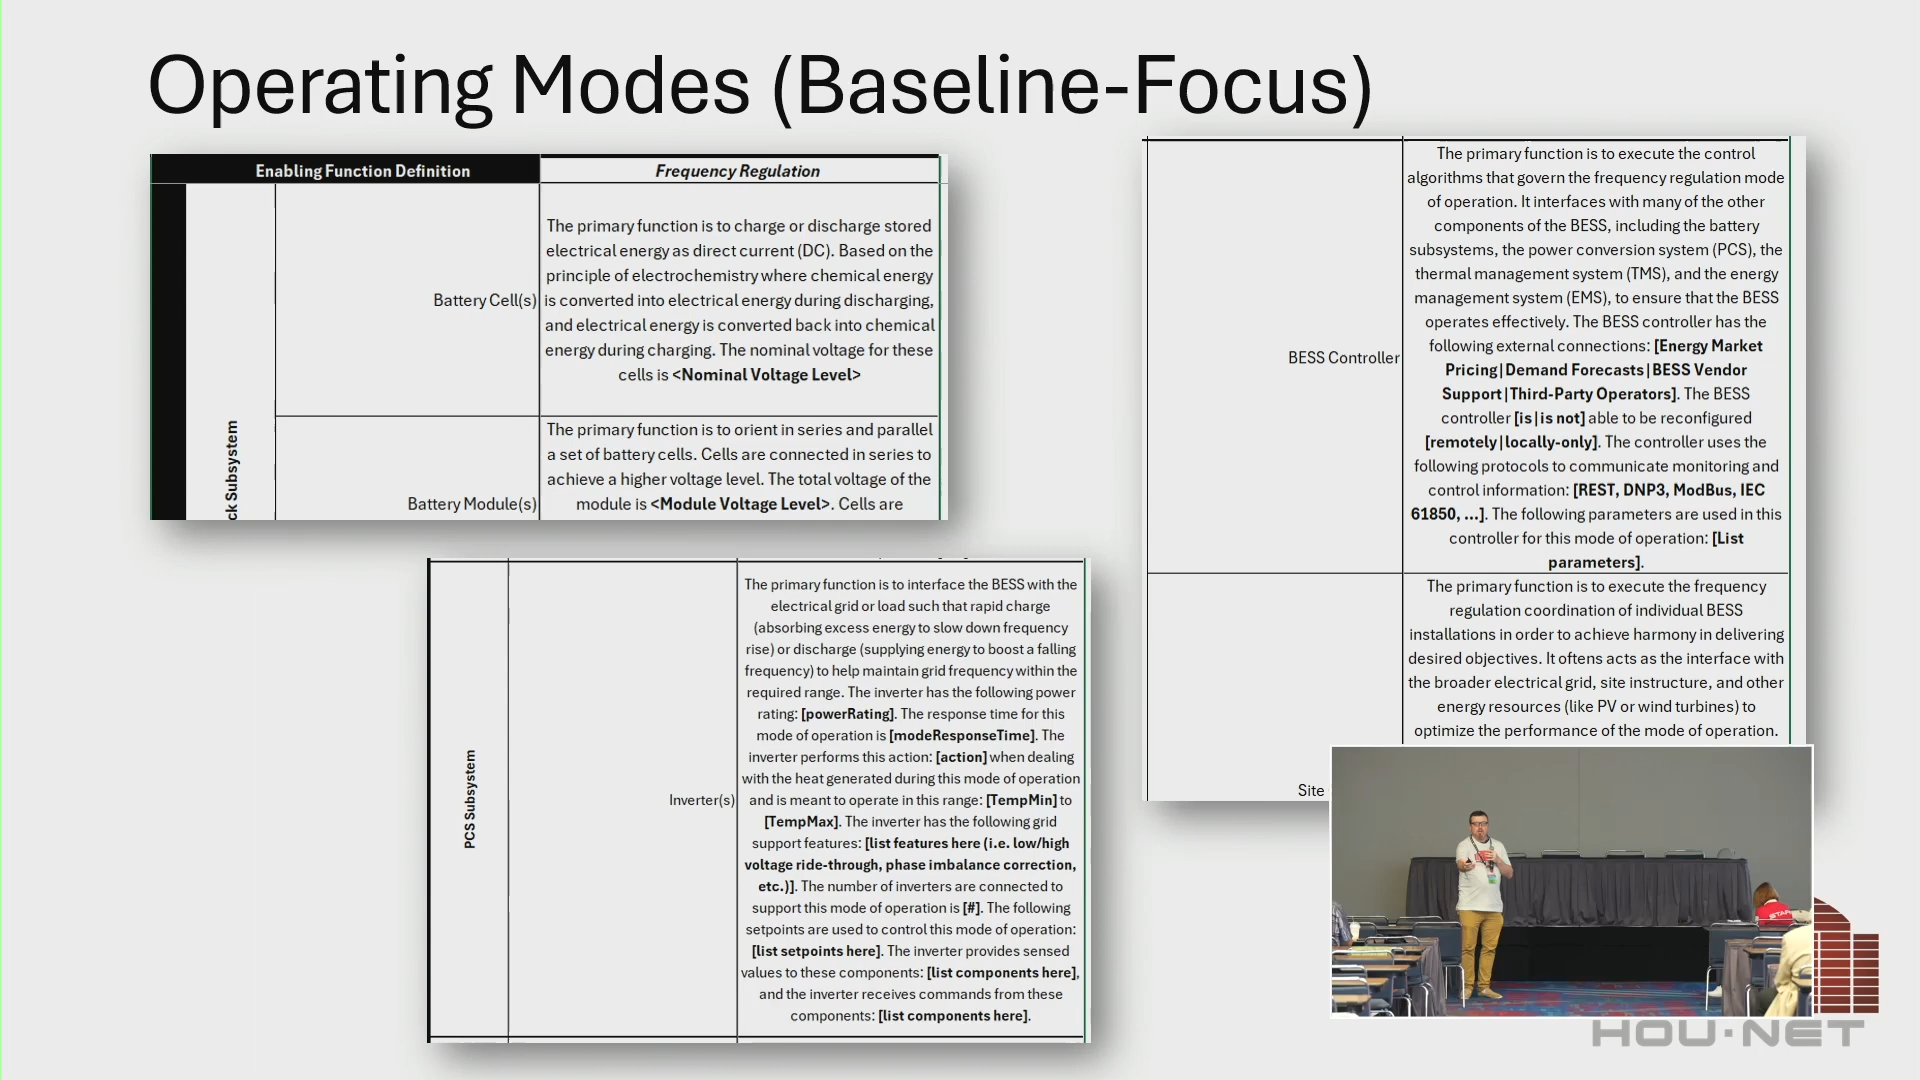 Operating Modes (Baseline-Focus)
Enabling Function Definition
Frequency Regulation
ck Subsystem
Battery Cell(s)
The primary function is to charge or discharge stored
electrical energy as direct current (DC). Based on the
principle of electrochemistry where chemical energy
is converted into electrical energy during discharging,
and electrical energy is converted back into chemical
energy during charging. The nominal voltage for these
cells is <Nominal Voltage Level>
Battery Module(s)
The primary function is to orient in series and parallel
a set of battery cells. Cells are connected in series to
achieve a higher voltage level. The total voltage of the
module is <Module Voltage Level>. Cells are
PCS Subsystem
Inverter(s)
The primary function is to interface the BESS with the
electrical grid or load such that rapid charge
(absorbing excess energy to slow down frequency
rise) or discharge (supplying energy to boost a falling
frequency) to help maintain grid frequency within the
required range. The inverter has the following power
rating: [powerRating]. The response time for this
mode of operation is [modeResponseTime]. The
inverter performs this action: [action] when dealing
with the heat generated during this mode of operation
and is meant to operate in this range: [TempMin] to
[TempMax]. The inverter has the following grid
support features: [list features here (i.e. low/high
voltage ride-through, phase imbalance correction,
etc.)]. The number of inverters are connected to
support this mode of operation is [#]. The following
setpoints are used to control this mode of operation:
[list setpoints here]. The inverter provides sensed
values to these components: [list components here],
and the inverter receives commands from these
components: [list components here].
BESS Controller
The primary function is to execute the control
algorithms that govern the frequency regulation mode
of operation. It interfaces with many of the other
components of the BESS, including the battery
subsystems, the power conversion system (PCS), the
thermal management system (TMS), and the energy
management system (EMS), to ensure that the BESS
operates effectively. The BESS controller has the
following external connections: [Energy Market
Pricing|Demand Forecasts|BESS Vendor
Support|Third-Party Operators]. The BESS
controller [is|is not] able to be reconfigured
[remotely|locally-only]. The controller uses the
following protocols to communicate monitoring and
control information: [REST, DNP3, ModBus, IEC
61850, ...]. The following parameters are used in this
controller for this mode of operation: [List
parameters].
Site
The primary function is to execute the frequency
regulation coordination of individual BESS
installations in order to achieve harmony in delivering
desired objectives. It oftens acts as the interface with
the broader electrical grid, site instructure, and other
energy resources (like PV or wind turbines) to
optimize the performance of the mode of operation.
HOU·NET